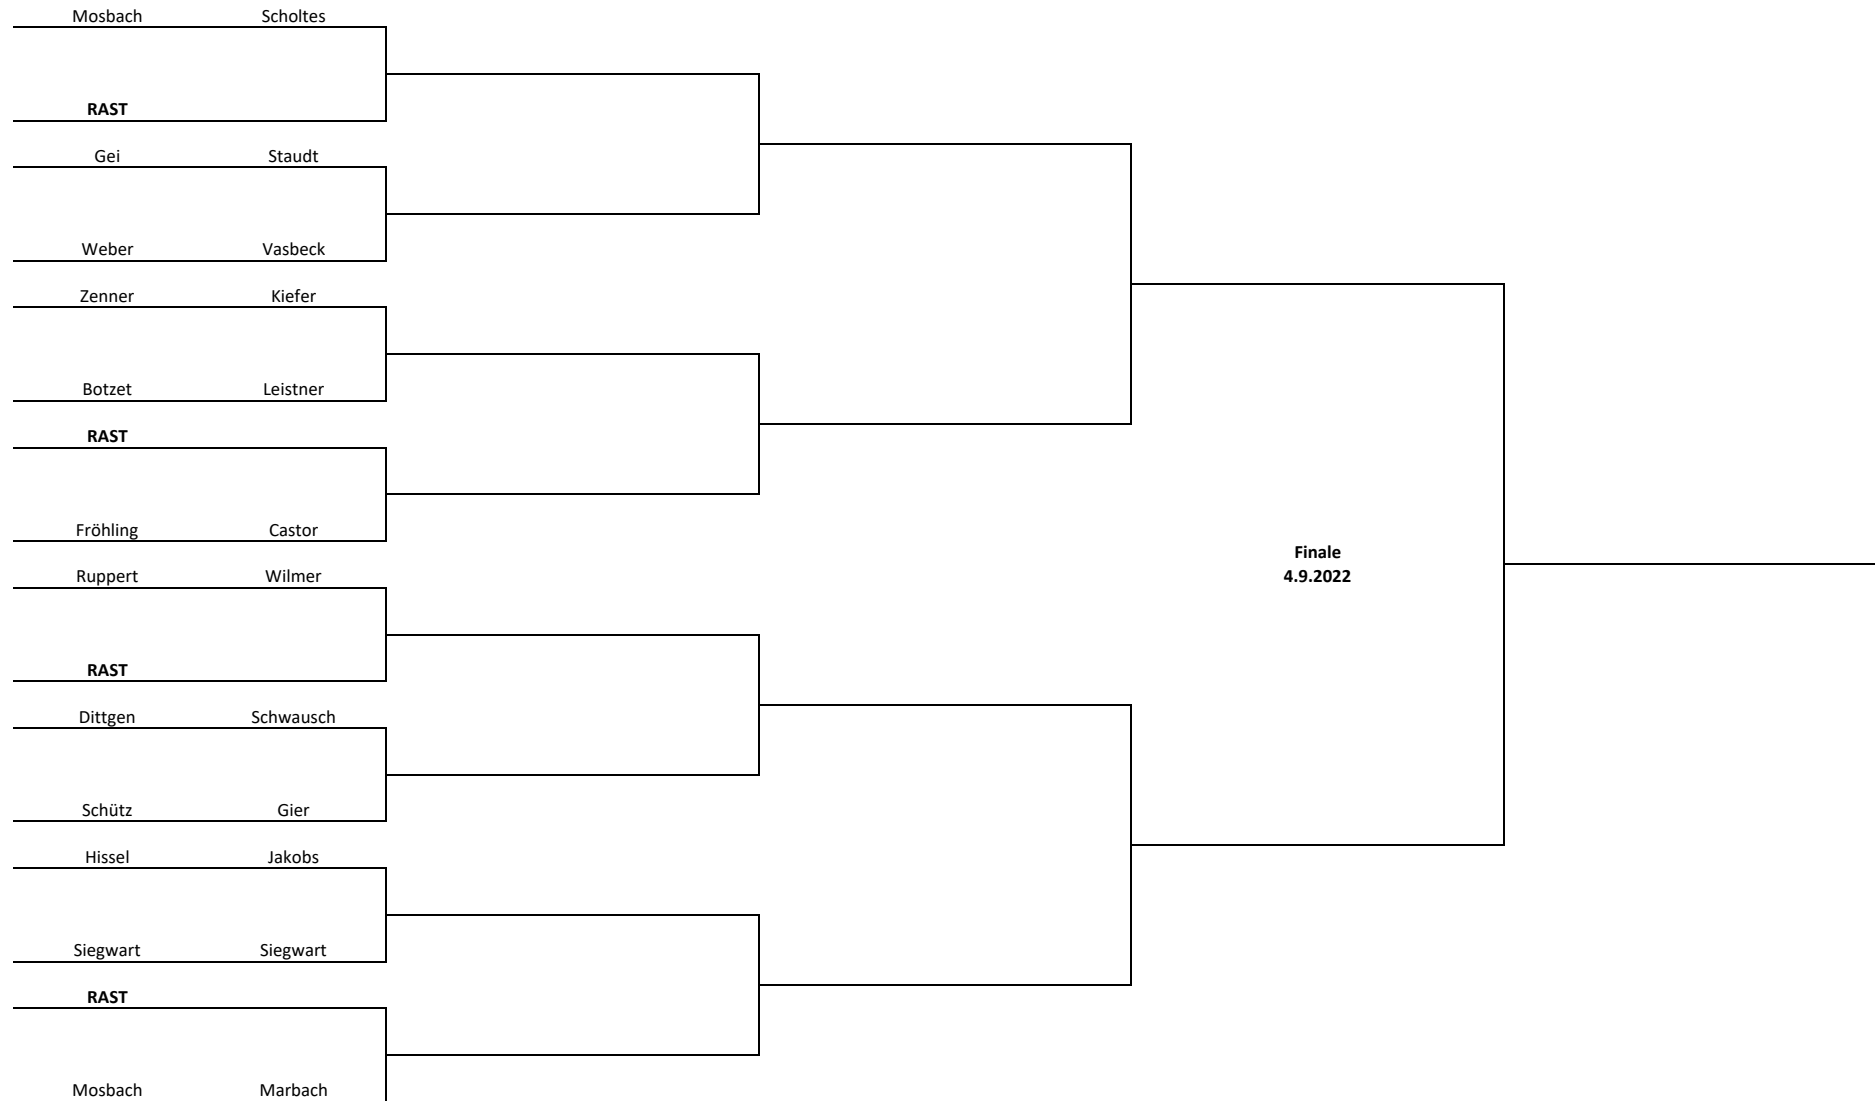 Mosbach Scholtes
RAST
Gei Staudt
Weber Vasbeck
Zenner Kiefer
Botzet Leistner
RAST
Fröhling Castor
Finale
Ruppert Wilmer
4.9.2022
RAST
Dittgen Schwausch
Schütz Gier
Hissel Jakobs
Siegwart Siegwart
RAST
Mosbach Marbach